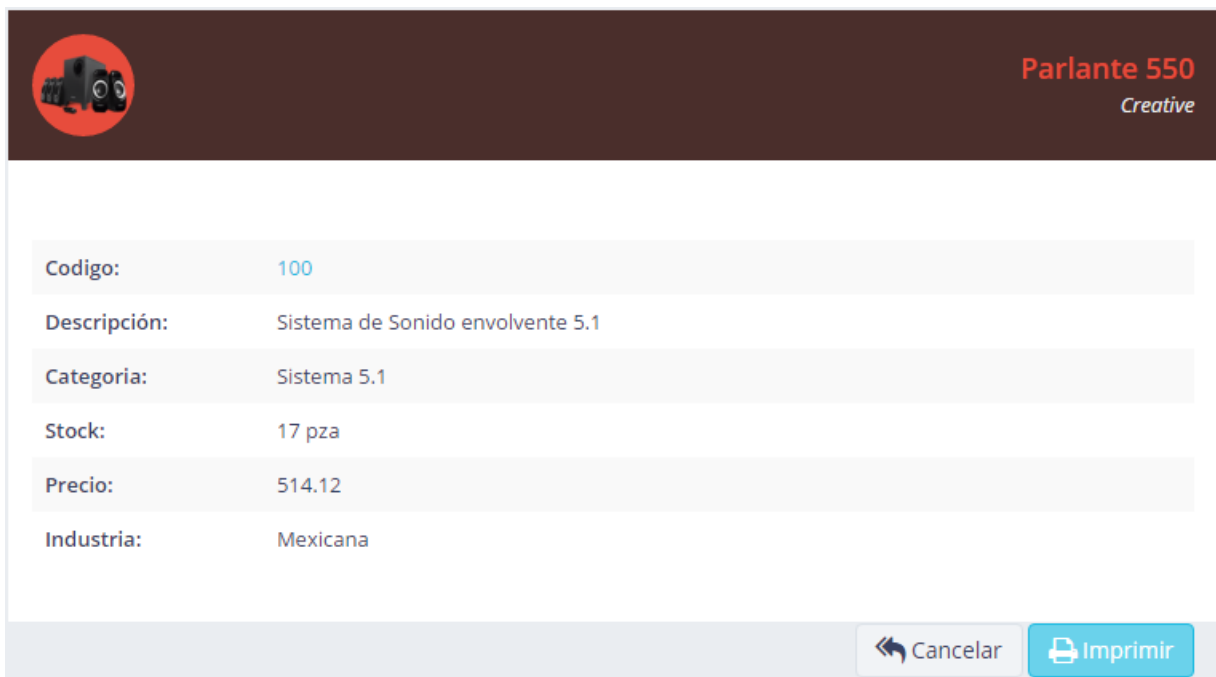 Parlante 550
Creative
Codigo: 100
Descripción: Sistema de Sonido envolvente 5.1
Categoria: Sistema 5.1
Stock: 17 pza
Precio: 514.12
Industria: Mexicana
Cancelar Imprimir